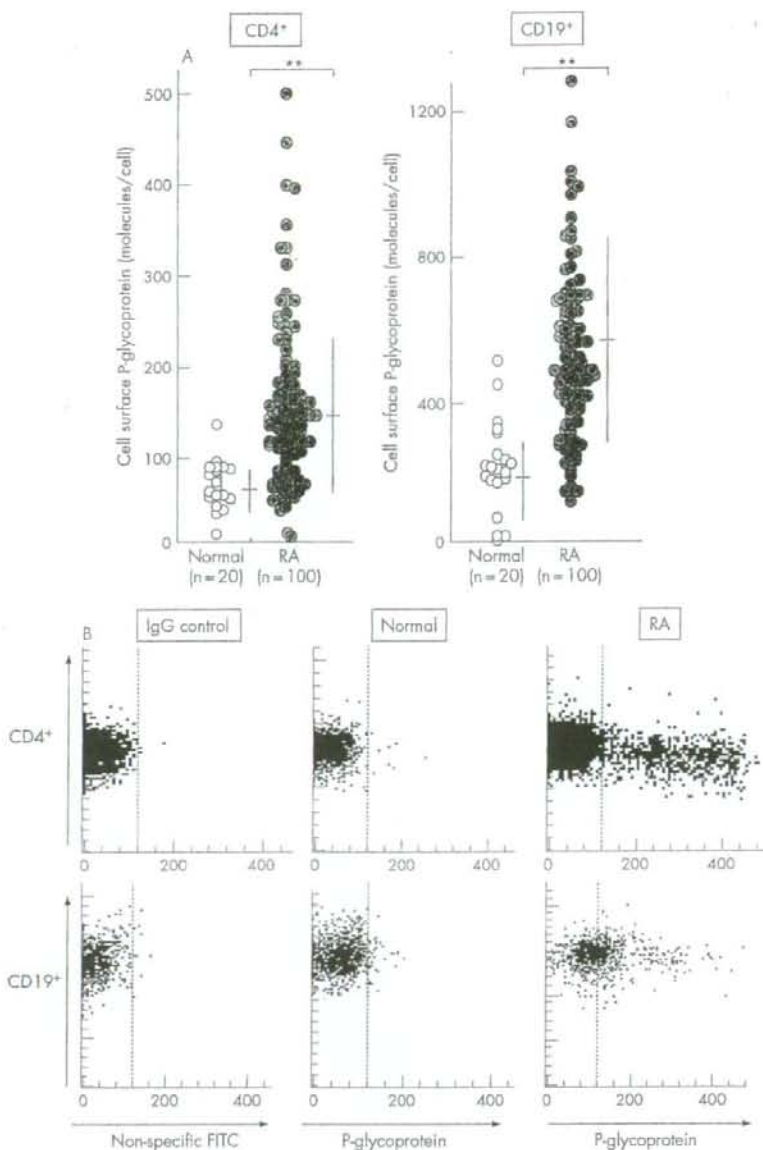 CD4+
CD19+
A
**
**
Cell surface P-glycoprotein (molecules/cell)
500
400
300
200
100
0
Normal
(n=20)
RA
(n=100)
Cell surface P-glycoprotein (molecules/cell)
1200
800
400
0
Normal
(n=20)
RA
(n=100)
B
IgG control
Normal
RA
CD4+
0 200 400
0 200 400
0 200 400
CD19+
0 200 400
0 200 400
0 200 400
Non-specific FITC
P-glycoprotein
P-glycoprotein